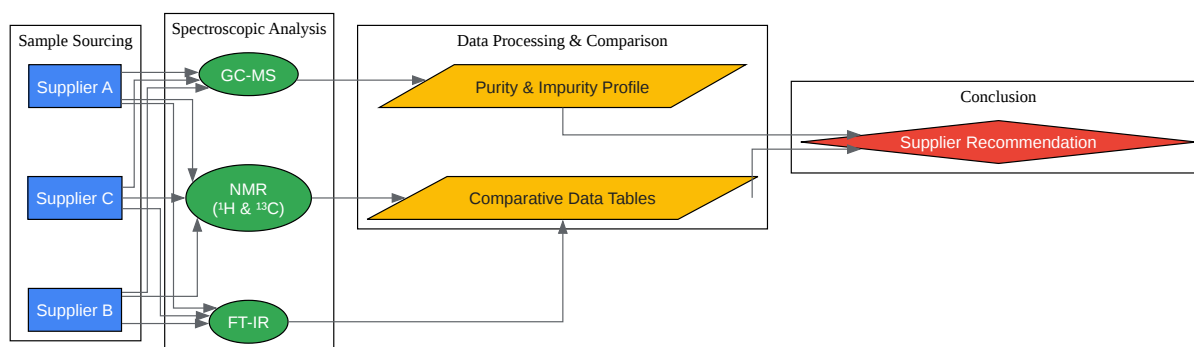 Sample Sourcing
Supplier A
Supplier C
Supplier B
Spectroscopic Analysis
GC-MS
NMR
(¹H & ¹³C)
FT-IR
Data Processing & Comparison
Purity & Impurity Profile
Comparative Data Tables
Conclusion
Supplier Recommendation